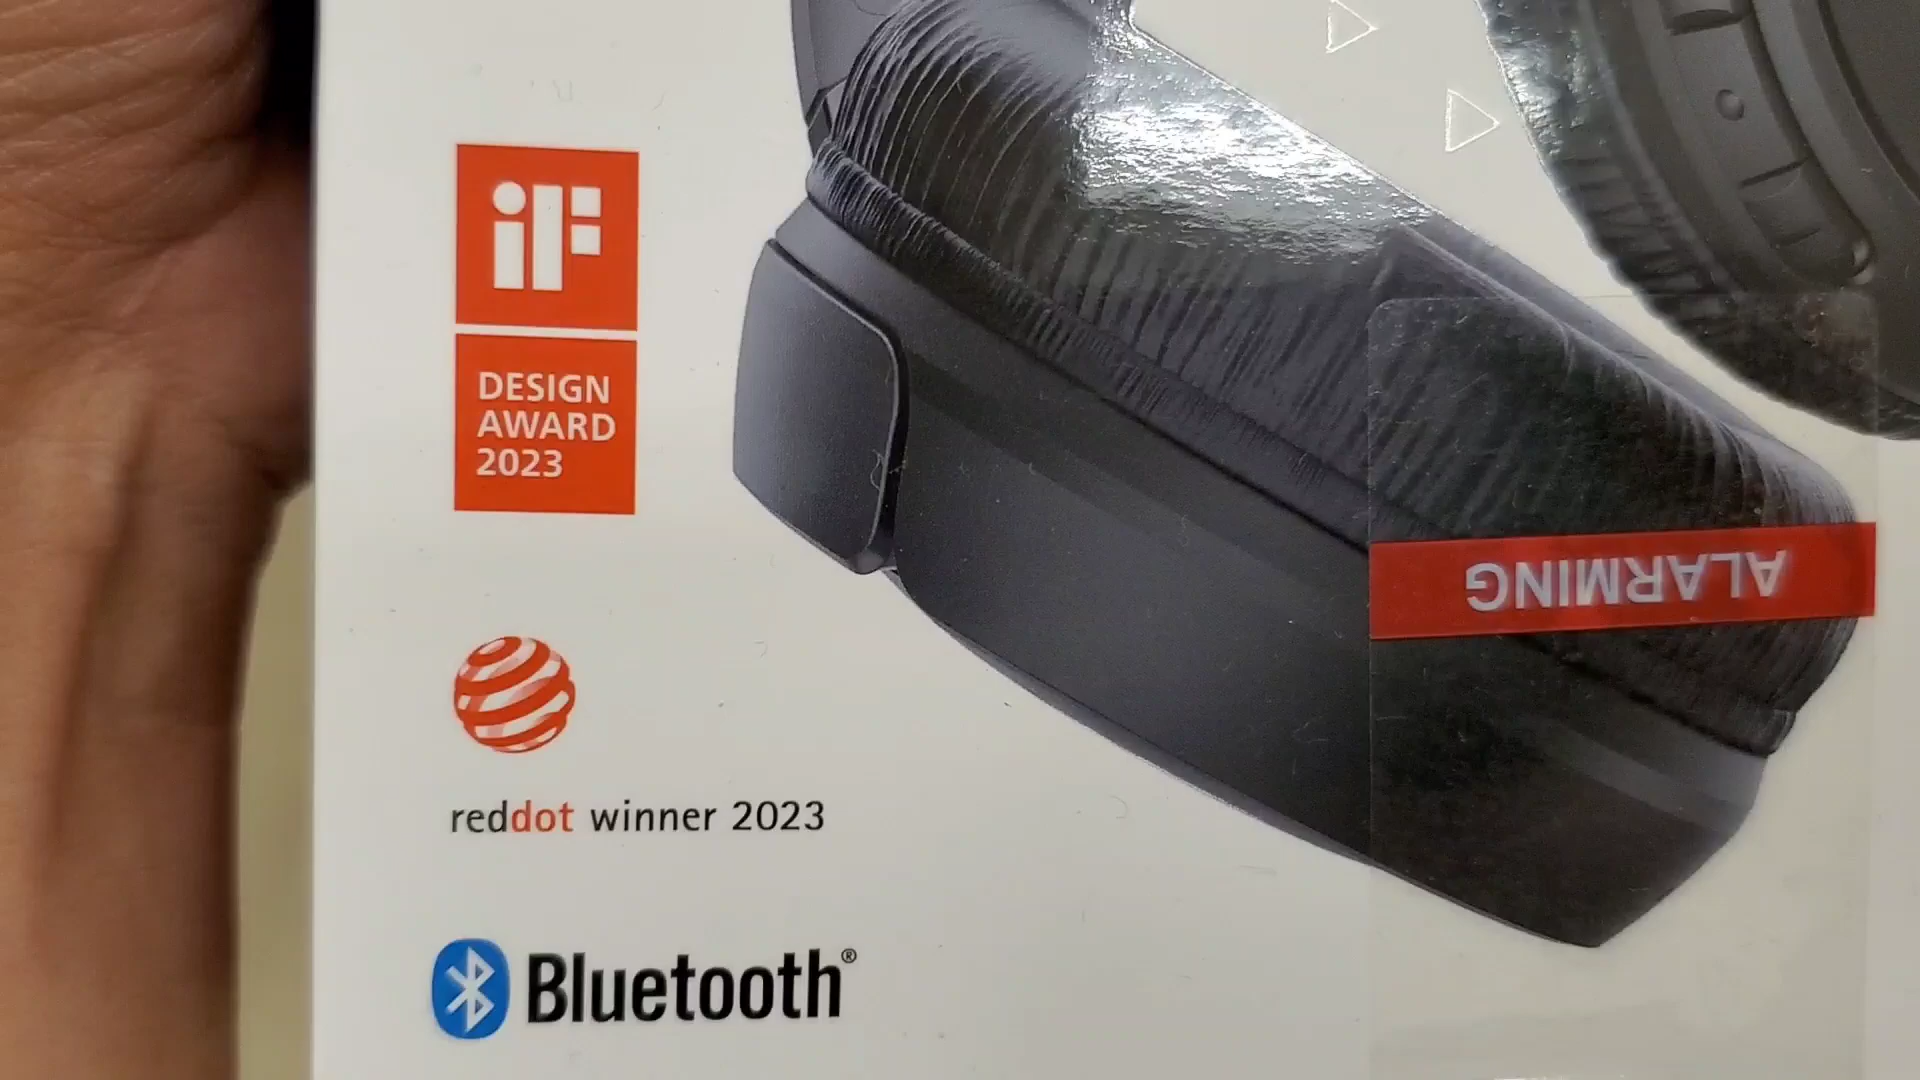 iF
DESIGN
AWARD
2023
ALARMING
reddot winner 2023
Bluetooth®